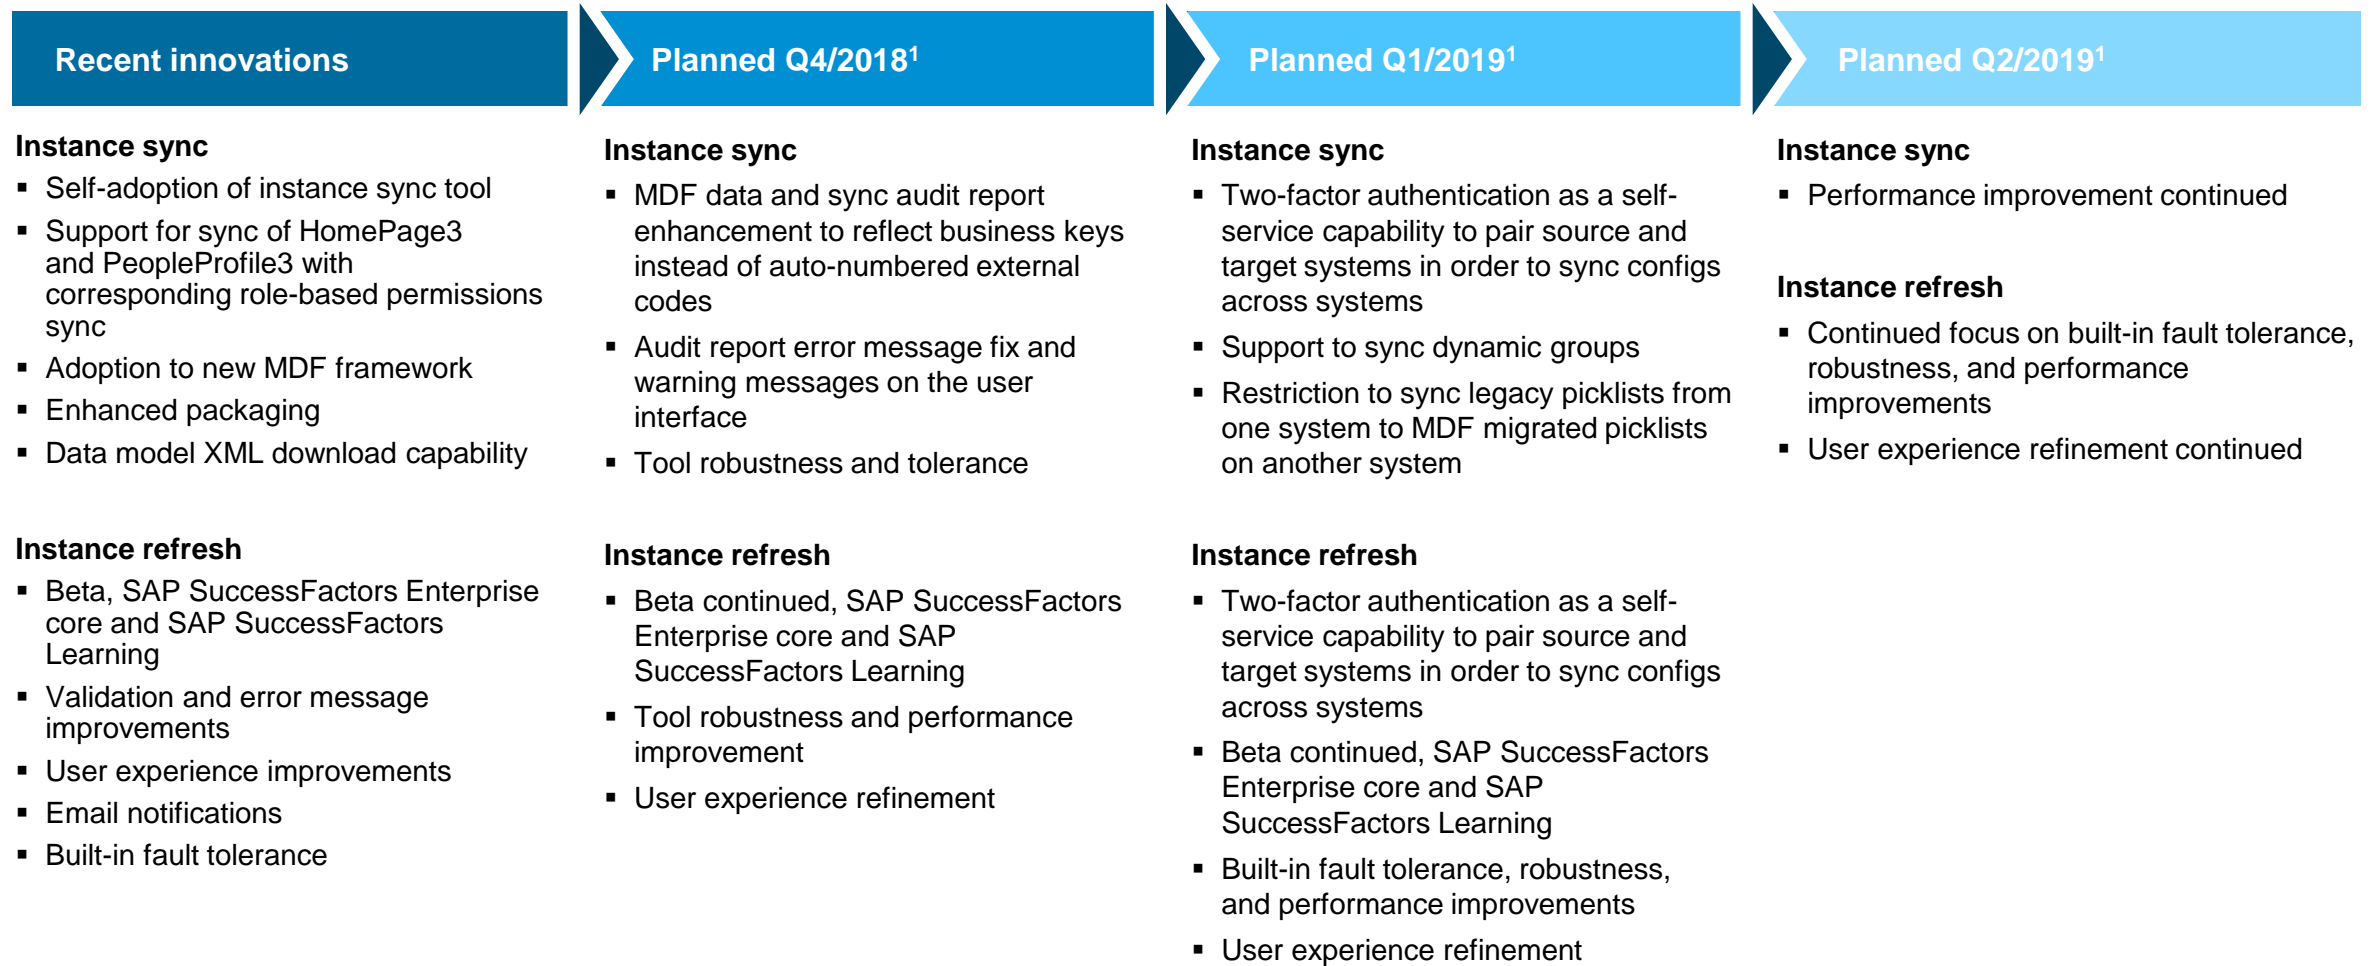 Recent innovations
Instance sync
▪ Self-adoption of instance sync tool
▪ Support for sync of HomePage3
and PeopleProfile3 with
corresponding role-based permissions
sync
▪ Adoption to new MDF framework
▪ Enhanced packaging
▪ Data model XML download capability
Instance refresh
▪ Beta, SAP SuccessFactors Enterprise
core and SAP SuccessFactors
Learning
▪ Validation and error message
improvements
▪ User experience improvements
▪ Email notifications
▪ Built-in fault tolerance
Planned Q4/2018¹
Instance sync
▪ MDF data and sync audit report
enhancement to reflect business keys
instead of auto-numbered external
codes
▪ Audit report error message fix and
warning messages on the user
interface
▪ Tool robustness and tolerance
Instance refresh
▪ Beta continued, SAP SuccessFactors
Enterprise core and SAP
SuccessFactors Learning
▪ Tool robustness and performance
improvement
▪ User experience refinement
Planned Q1/2019¹
Instance sync
▪ Two-factor authentication as a self-
service capability to pair source and
target systems in order to sync configs
across systems
▪ Support to sync dynamic groups
▪ Restriction to sync legacy picklists from
one system to MDF migrated picklists
on another system
Instance refresh
▪ Two-factor authentication as a self-
service capability to pair source and
target systems in order to sync configs
across systems
▪ Beta continued, SAP SuccessFactors
Enterprise core and SAP
SuccessFactors Learning
▪ Built-in fault tolerance, robustness,
and performance improvements
▪ User experience refinement
Planned Q2/2019¹
Instance sync
▪ Performance improvement continued
Instance refresh
▪ Continued focus on built-in fault tolerance,
robustness, and performance
improvements
▪ User experience refinement continued